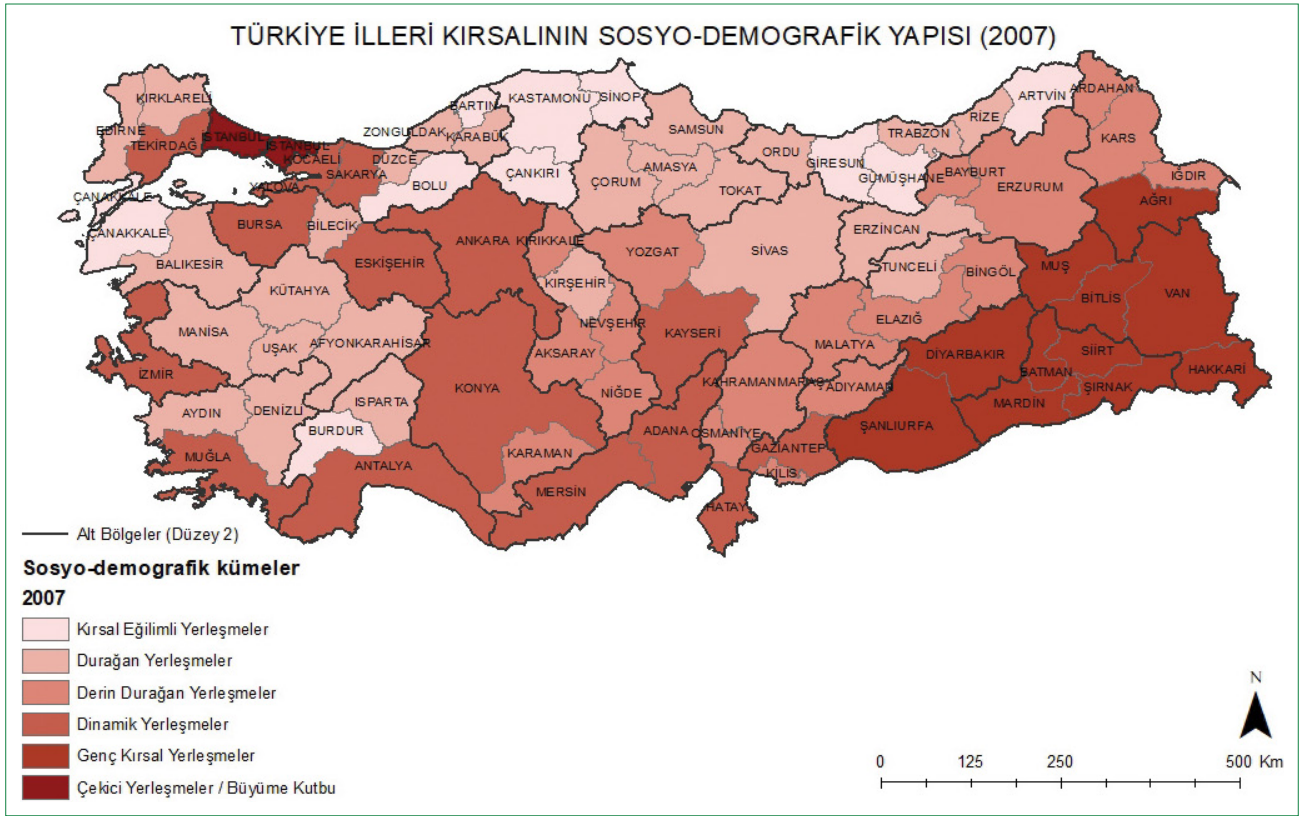 TÜRKİYE İLLERİ KIRSALININ SOSYO-DEMOGRAFİK YAPISI (2007)
KIRKLARELİ
EDİRNE
TEKİRDAĞ
İSTANBUL
İSTANBUL
KOCAELİ
YALOVA
SAKARYA
DÜZCE
ZONGULDAK
BARTIN
KARABÜK
KASTAMONU
SİNOP
BOLU
ÇANKIRI
ÇORUM
SAMSUN
AMASYA
TOKAT
ORDU
GİRESUN
GÜMÜŞHANE
TRABZON
RİZE
ARTVİN
ARDAHAN
KARS
IĞDIR
BAYBURT
ERZURUM
AĞRI
ÇANAKKALE
ÇANAKKALE
BALIKESİR
BURSA
BİLECİK
ESKİŞEHİR
ANKARA
KIRIKKALE
YOZGAT
SİVAS
ERZİNCAN
TUNCELİ
BİNGÖL
MUŞ
BİTLİS
VAN
KÜTAHYA
MANİSA
UŞAK
AFYONKARAHİSAR
KIRŞEHİR
NEVŞEHİR
KAYSERİ
MALATYA
ELAZIĞ
DİYARBAKIR
BATMAN
SİİRT
ŞIRNAK
HAKKARİ
MARDİN
İZMİR
AYDIN
DENİZLİ
ISPARTA
BURDUR
KONYA
AKSARAY
NİĞDE
KAHRAMANMARAŞ
ADIYAMAN
ŞANLIURFA
MUĞLA
ANTALYA
KARAMAN
MERSİN
ADANA
OSMANİYE
GAZİANTEP
KİLİS
HATAY
Alt Bölgeler (Düzey 2)
Sosyo-demografik kümeler
2007
Kırsal Eğilimli Yerleşmeler
Durağan Yerleşmeler
Derin Durağan Yerleşmeler
Dinamik Yerleşmeler
Genç Kırsal Yerleşmeler
Çekici Yerleşmeler / Büyüme Kutbu
N
0 125 250 500 Km